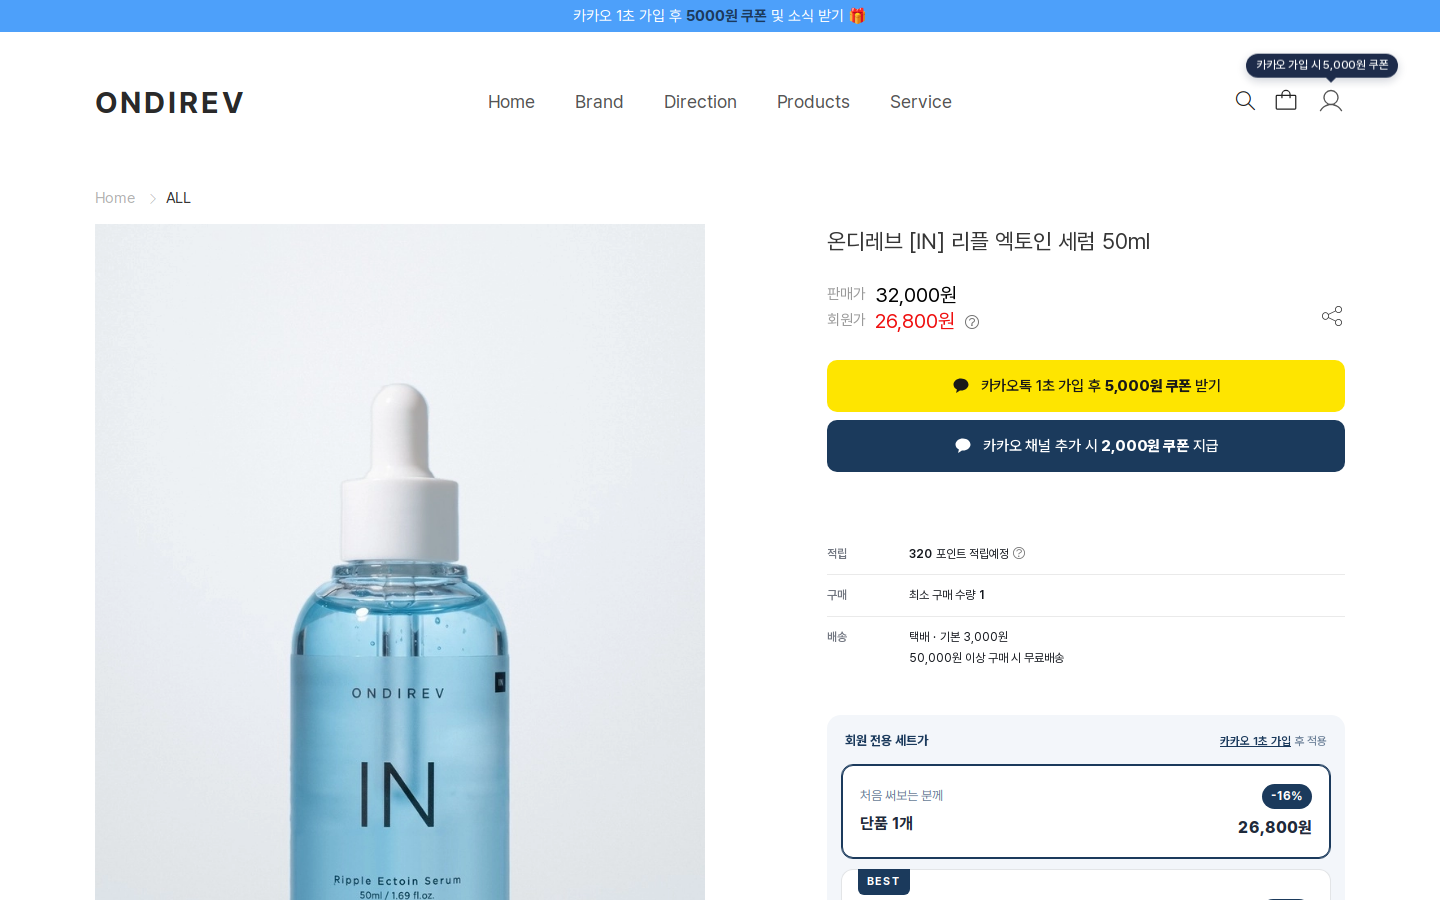 카카오 1초 가입 후 5000원 쿠폰 및 소식 받기 🎁
카카오 가입 시 5,000원 쿠폰
ONDIREV
Home Brand Direction Products Service
Home > ALL
온디레브 [IN] 리플 엑토인 세럼 50ml
판매가 32,000원
회원가 26,800원 ?
카카오톡 1초 가입 후 5,000원 쿠폰 받기
카카오 채널 추가 시 2,000원 쿠폰 지급
적립 320 포인트 적립예정 ?
구매 최소 구매 수량 1
배송 택배 · 기본 3,000원
50,000원 이상 구매 시 무료배송
회원 전용 세트가 카카오 1초 가입 후 적용
처음 써보는 분께 -16%
단품 1개 26,800원
BEST
ONDIREV
IN
IN
Ripple Ectoin Serum
50ml / 1.69 fl.oz.